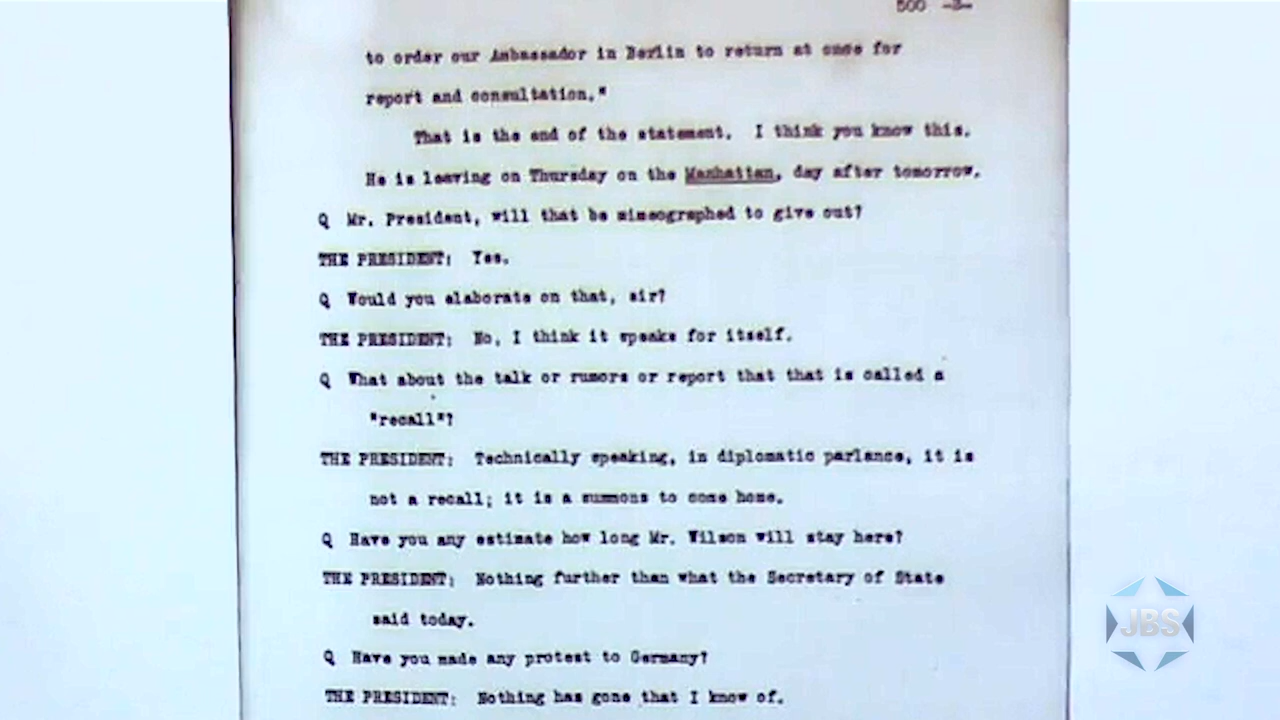 500 -3-
to order our Ambassador in Berlin to return at once for
report and consultation."
That is the end of the statement. I think you know this.
He is leaving on Thursday on the Manhattan, day after tomorrow.
Q Mr. President, will that be mimeographed to give out?
THE PRESIDENT: Yes.
Q Would you elaborate on that, sir?
THE PRESIDENT: No, I think it speaks for itself.
Q What about the talk or rumors or report that that is called a
"recall"?
THE PRESIDENT: Technically speaking, in diplomatic parlance, it is
not a recall; it is a summons to come home.
Q Have you any estimate how long Mr. Wilson will stay here?
THE PRESIDENT: Nothing further than what the Secretary of State
said today.
Q Have you made any protest to Germany?
THE PRESIDENT: Nothing has gone that I know of.
JBS